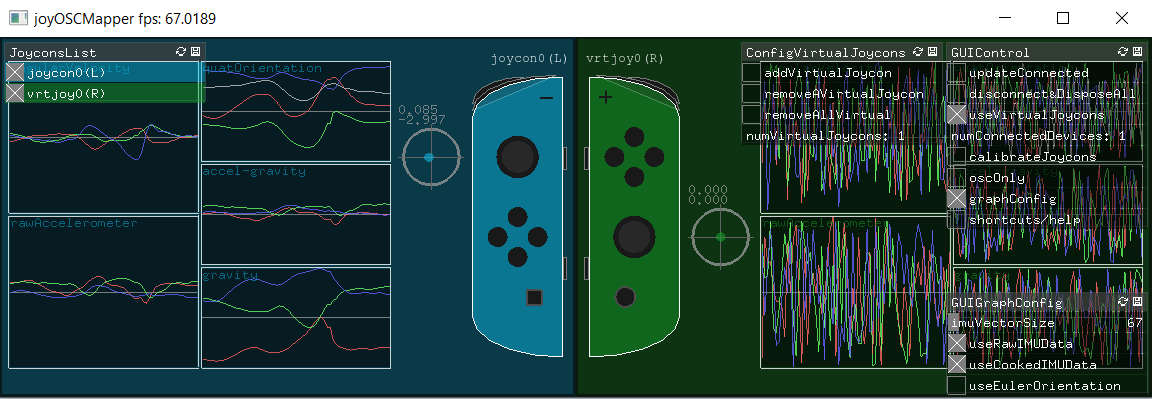 joyOSCMapper fps: 67.0189
JoyconsList
joycon0(L)
vrtjoy0(R)
quatOrientation
accel-gravity
rawAccelerometer
gravity
joycon0(L)
0.085
-2.997
vrtjoy0(R)
0.000
0.000
ConfigVirtualJoycons
addVirtualJoycon
removeAVirtualJoycon
removeAllVirtual
numVirtualJoycons: 1
rawAccelerometer
GUIControl
updateConnected
disconnect&DisposeAll
useVirtualJoycons
numConnectedDevices: 1
calibrateJoycons
oscOnly
graphConfig
shortcuts/help
gravity
GUIGraphConfig
imuVectorSize 67
useRawIMUData
useCookedIMUData
useEulerOrientation